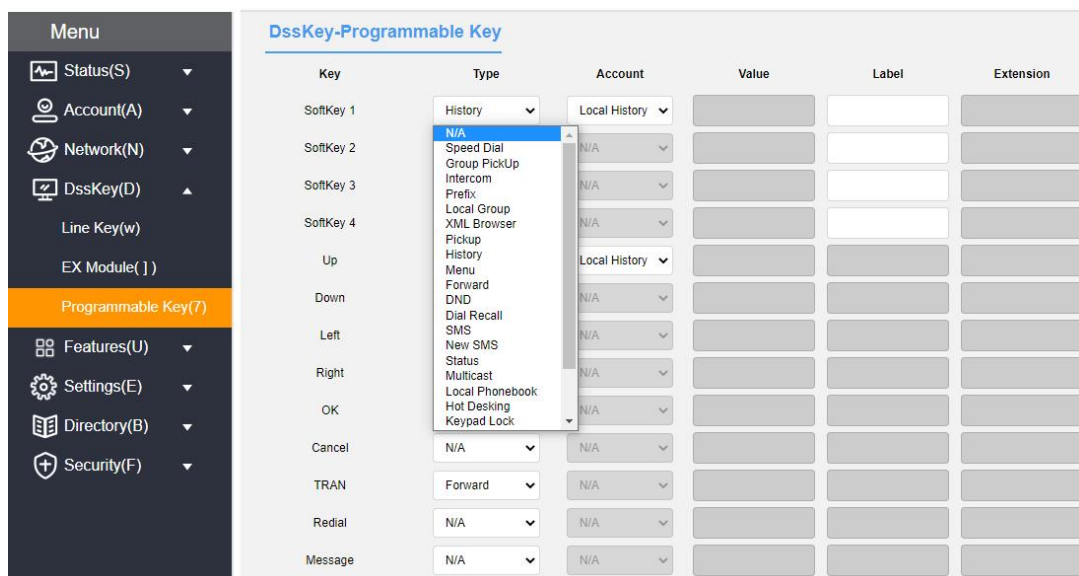 Menu
Status(S)
Account(A)
Network(N)
DssKey(D)
Line Key(w)
EX Module( ] )
Programmable Key(7)
Features(U)
Settings(E)
Directory(B)
Security(F)
DssKey-Programmable Key
Key Type Account Value Label Extension
SoftKey 1 History Local History
SoftKey 2 N/A
SoftKey 3 N/A
SoftKey 4 N/A
Up Local History
Down N/A
Left N/A
Right N/A
OK N/A
Cancel N/A N/A
TRAN Forward N/A
Redial N/A N/A
Message N/A N/A
N/A
Speed Dial
Group PickUp
Intercom
Prefix
Local Group
XML Browser
Pickup
History
Menu
Forward
DND
Dial Recall
SMS
New SMS
Status
Multicast
Local Phonebook
Hot Desking
Keypad Lock